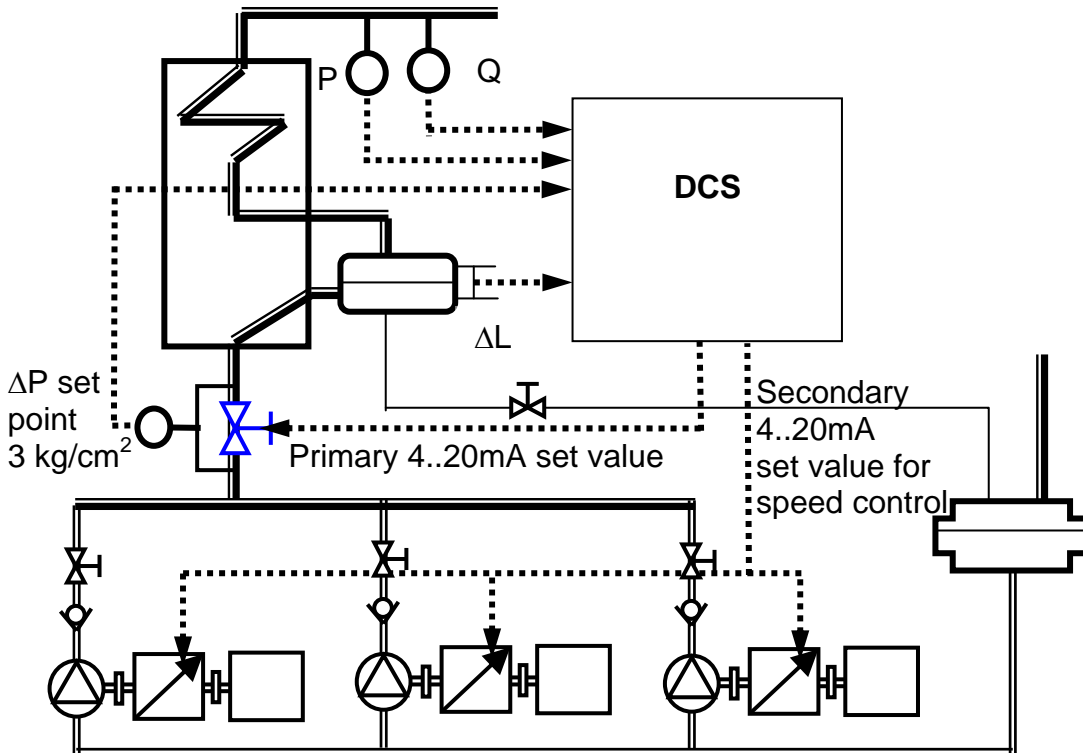 P
Q
DCS
ΔL
ΔP set
point
3 kg/cm²
Primary 4..20mA set value
Secondary
4..20mA
set value for
speed control